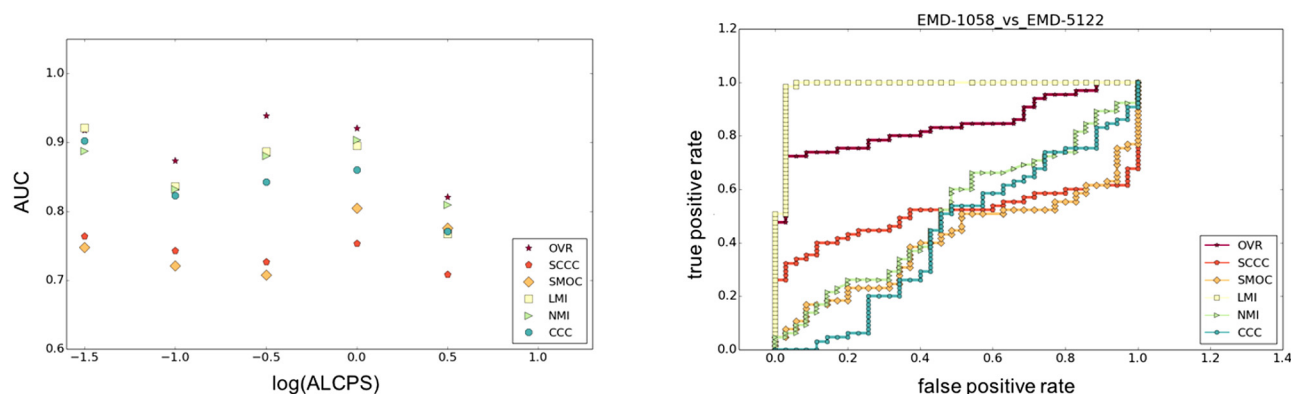 1.0
0.9
0.8
0.7
0.6
AUC
−1.5 −1.0 −0.5 0.0 0.5 1.0
log(ALCPS)
OVR
SCCC
SMOC
LMI
NMI
CCC
EMD-1058_vs_EMD-5122
1.2
1.0
0.8
0.6
0.4
0.2
0.0
true positive rate
0.0 0.2 0.4 0.6 0.8 1.0 1.2 1.4
false positive rate
OVR
SCCC
SMOC
LMI
NMI
CCC